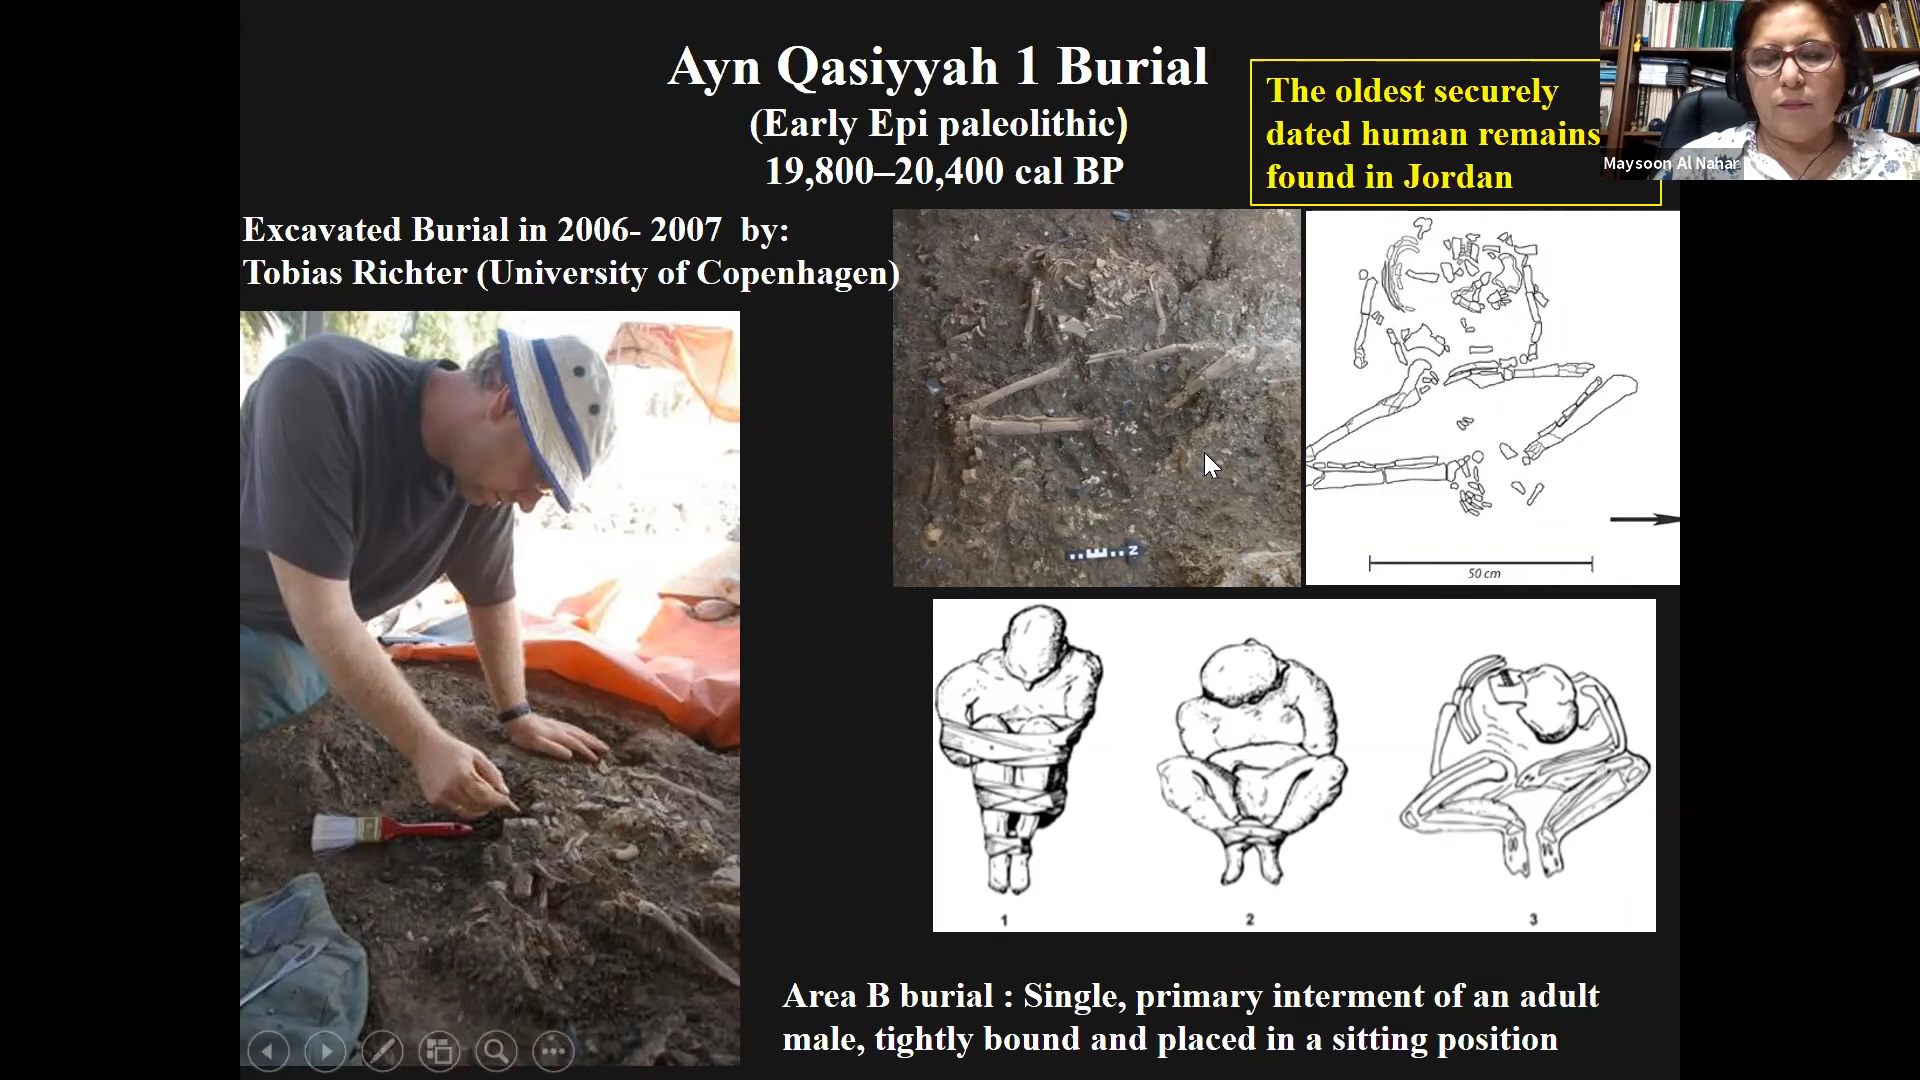 Ayn Qasiyyah 1 Burial
(Early Epi paleolithic)
19,800–20,400 cal BP
The oldest securely
dated human remains
found in Jordan
Maysoon Al Nahar
Excavated Burial in 2006- 2007 by:
Tobias Richter (University of Copenhagen)
Z
50 cm
1
2
3
Area B burial : Single, primary interment of an adult
male, tightly bound and placed in a sitting position